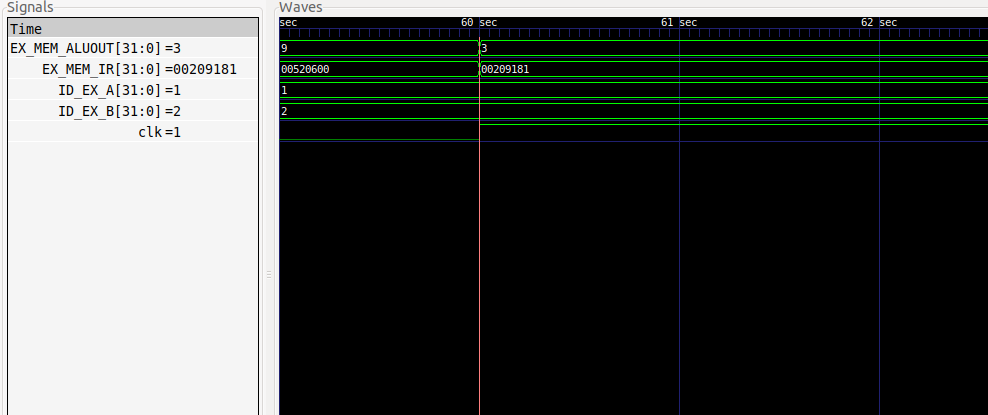 Signals
Waves
Time
sec 60 sec 61 sec 62 sec
EX_MEM_ALUOUT[31:0]=3
9 3
EX_MEM_IR[31:0]=00209181
00520600 00209181
ID_EX_A[31:0]=1
1
ID_EX_B[31:0]=2
2
clk=1